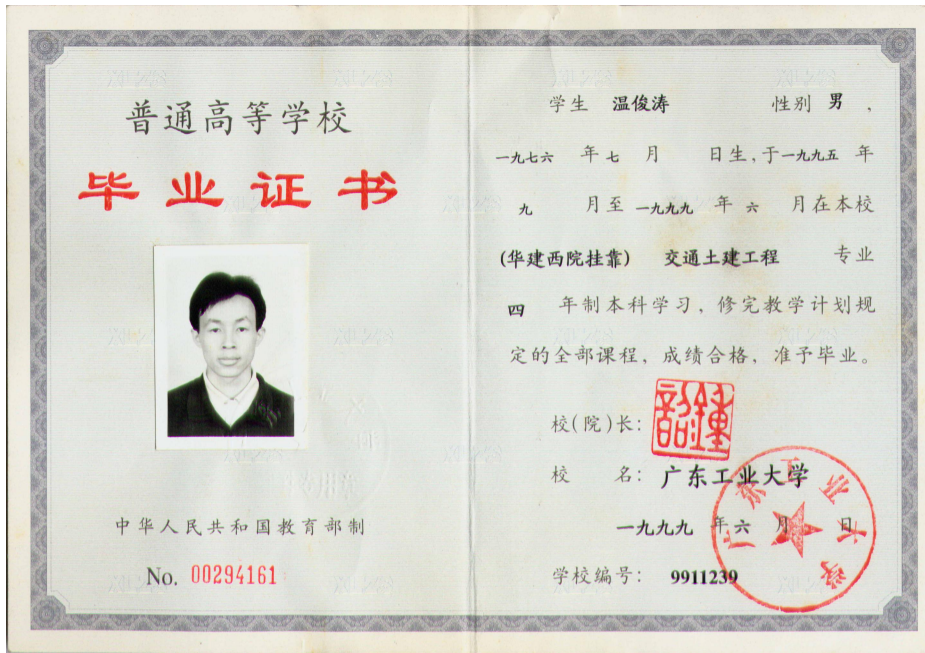 普通高等学校
毕业证书
中华人民共和国教育部制
No. 00294161
学生 温俊涛 性别 男 ，
一九七六 年 七 月 日生，于 一九九五 年
九 月至 一九九九 年 六 月在本校
(华建西院挂靠) 交通土建工程 专业
四 年制本科学习，修完教学计划规
定的全部课程，成绩合格，准予毕业。
校(院)长：
校 名：广东工业大学
一九九九 年 六 月 日
学校编号： 9911239
广东工业大学